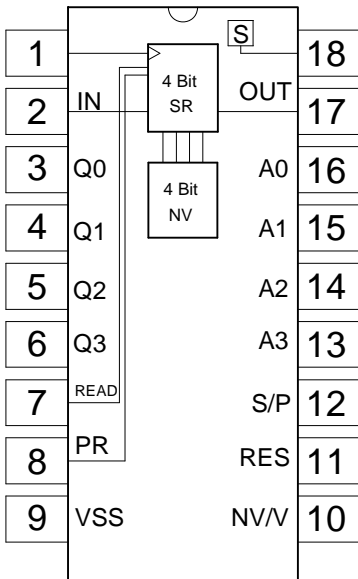 S
1
18
4 Bit
SR
IN
OUT
2
17
3
Q0
A0
16
4 Bit
NV
4
Q1
A1
15
5
Q2
A2
14
6
Q3
A3
13
7
READ
S/P
12
8
PR
RES
11
9
VSS
NV/V
10